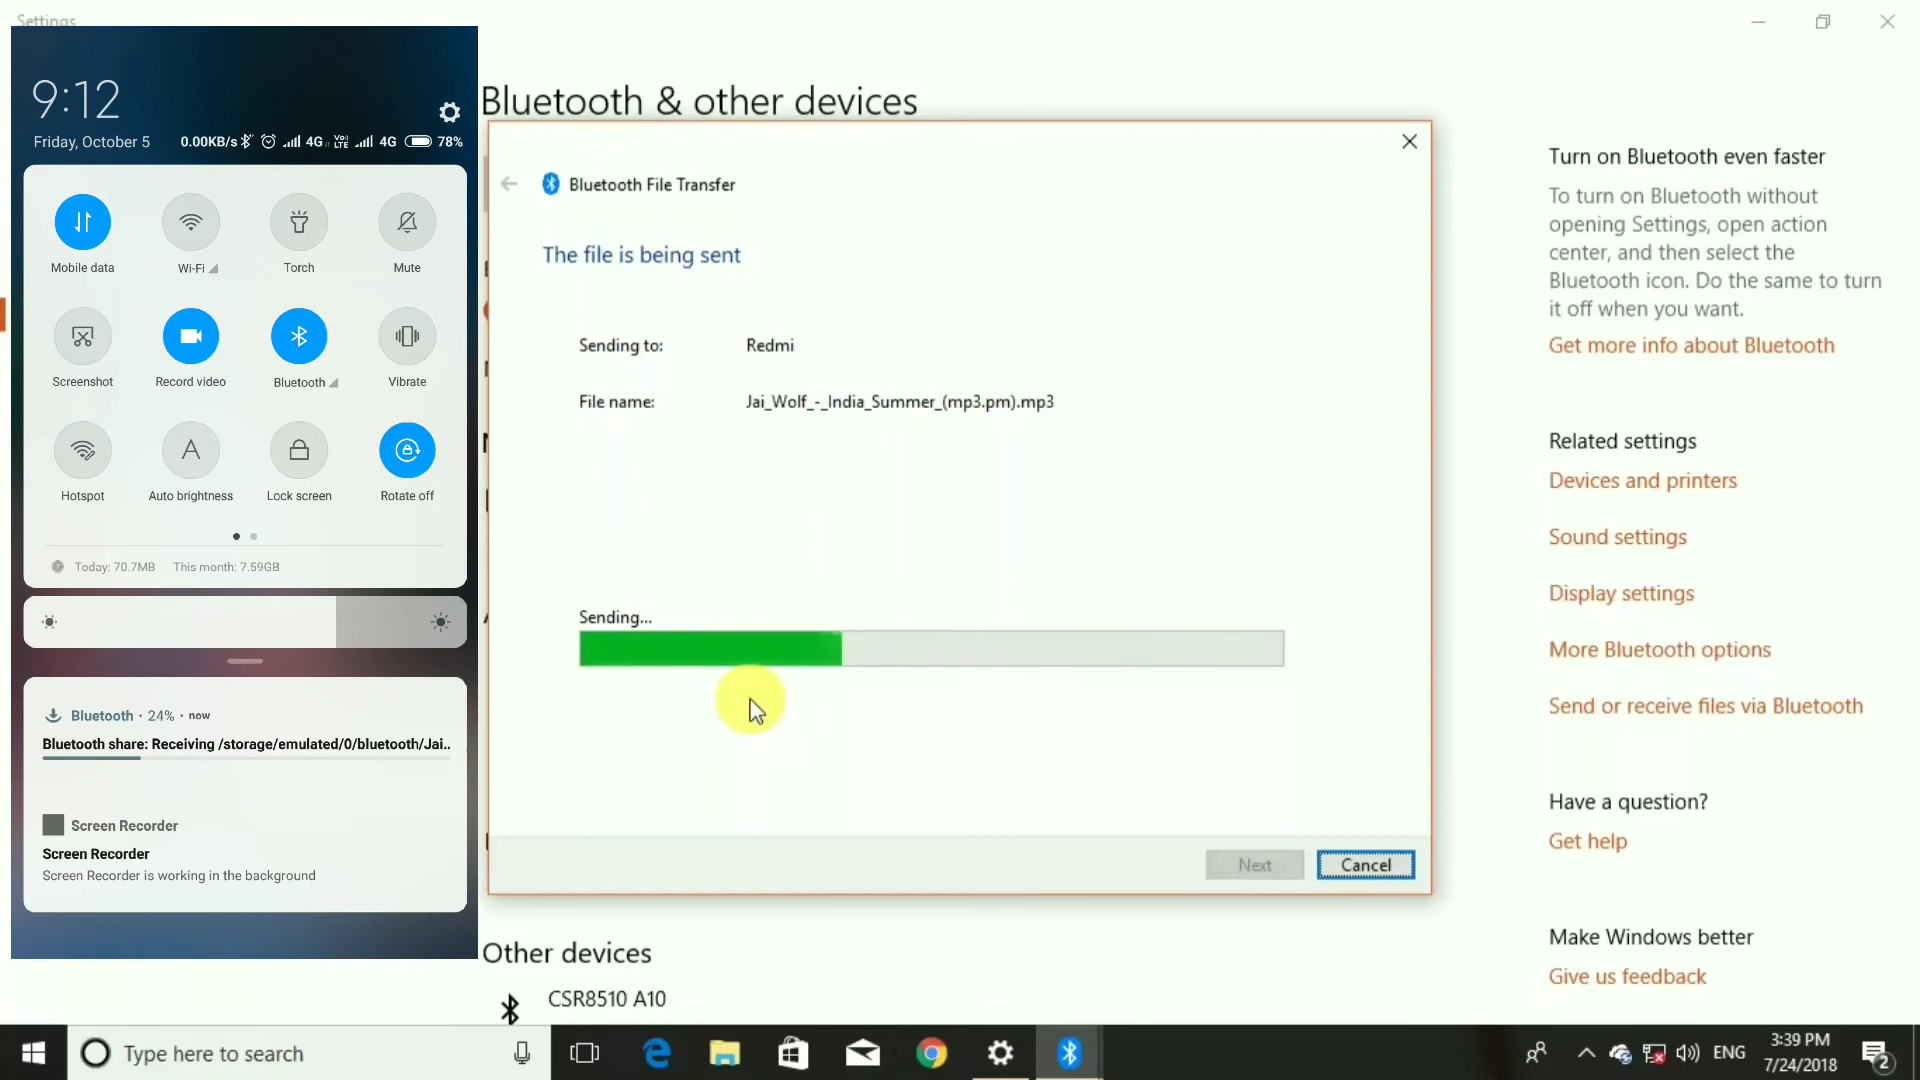 Settings
9:12
Friday, October 5
0.00KB/s 4G Vo)) LTE 4G 78%
Mobile data
Wi-Fi
Torch
Mute
Screenshot
Record video
Bluetooth
Vibrate
A
Hotspot
Auto brightness
Lock screen
Rotate off
Today: 70.7MB This month: 7.59GB
Bluetooth · 24% · now
Bluetooth share: Receiving /storage/emulated/0/bluetooth/Jai..
Screen Recorder
Screen Recorder
Screen Recorder is working in the background
Bluetooth & other devices
Bluetooth File Transfer
The file is being sent
Sending to: Redmi
File name: Jai_Wolf_-_India_Summer_(mp3.pm).mp3
Sending...
Next
Cancel
Other devices
CSR8510 A10
Turn on Bluetooth even faster
To turn on Bluetooth without
opening Settings, open action
center, and then select the
Bluetooth icon. Do the same to turn
it off when you want.
Get more info about Bluetooth
Related settings
Devices and printers
Sound settings
Display settings
More Bluetooth options
Send or receive files via Bluetooth
Have a question?
Get help
Make Windows better
Give us feedback
Type here to search
ENG
3:39 PM
7/24/2018
2